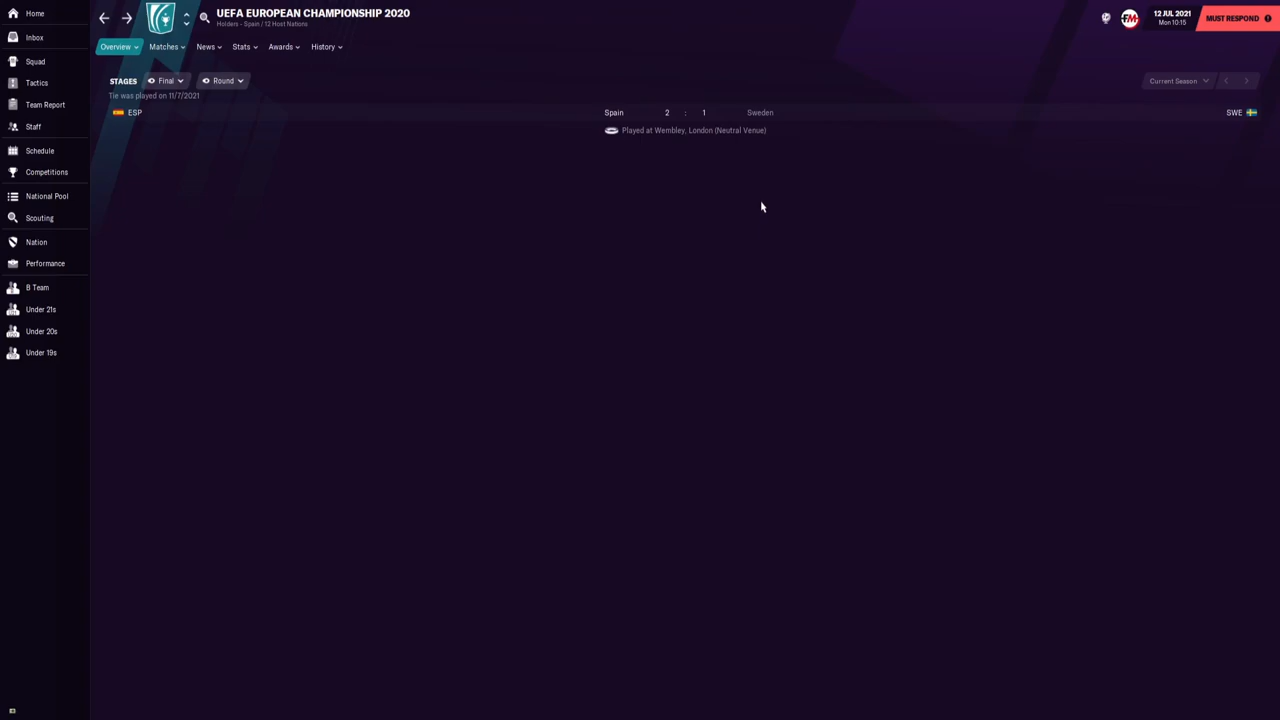 Home
Inbox
Squad
Tactics
Team Report
Staff
Schedule
Competitions
National Pool
Scouting
Nation
Performance
B Team
Under 21s
Under 20s
Under 19s
UEFA EUROPEAN CHAMPIONSHIP 2020
Holders - Spain / 12 Host Nations
FM
12 JUL 2021
Mon 10:15
MUST RESPOND
Overview Matches News Stats Awards History
STAGES Final Round Current Season
Tie was played on 11/7/2021
ESP Spain 2 : 1 Sweden SWE
Played at Wembley, London (Neutral Venue)